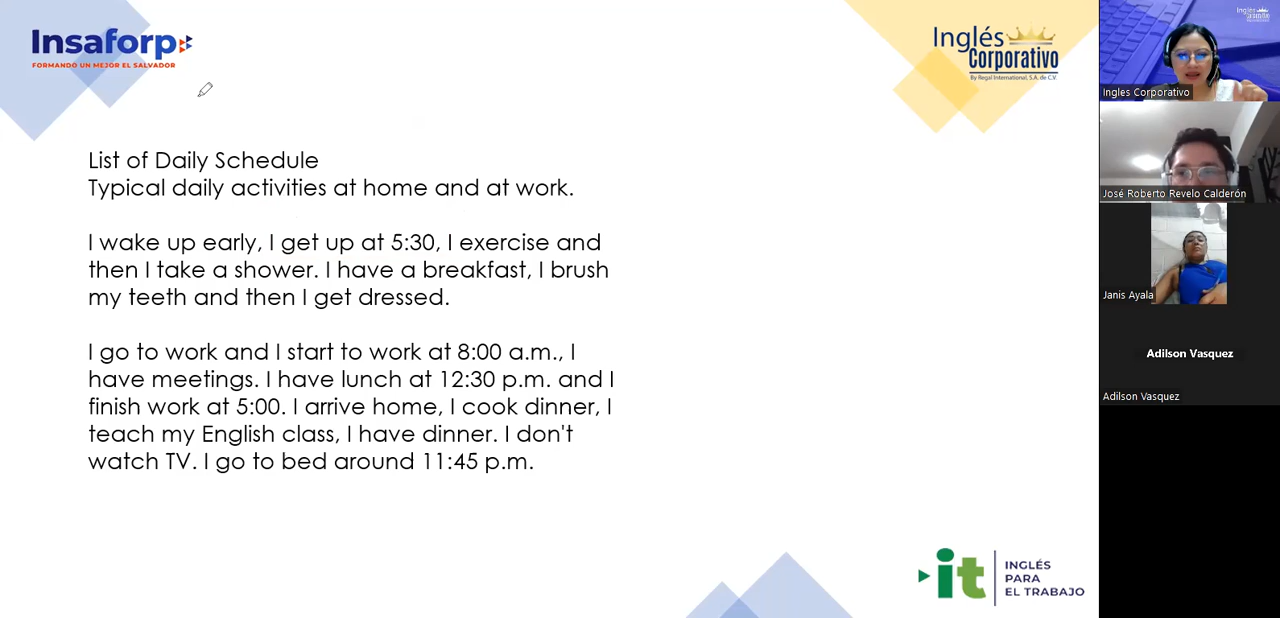 Insaforp
FORMANDO UN MEJOR EL SALVADOR
Inglés
Corporativo
By Regal International, S.A. de C.V.
List of Daily Schedule
Typical daily activities at home and at work.
I wake up early, I get up at 5:30, I exercise and
then I take a shower. I have a breakfast, I brush
my teeth and then I get dressed.
I go to work and I start to work at 8:00 a.m., I
have meetings. I have lunch at 12:30 p.m. and I
finish work at 5:00. I arrive home, I cook dinner, I
teach my English class, I have dinner. I don't
watch TV. I go to bed around 11:45 p.m.
it
INGLÉS
PARA
EL TRABAJO
Ingles Corporativo
José Roberto Revelo Calderón
Janis Ayala
Adilson Vasquez
Adilson Vasquez